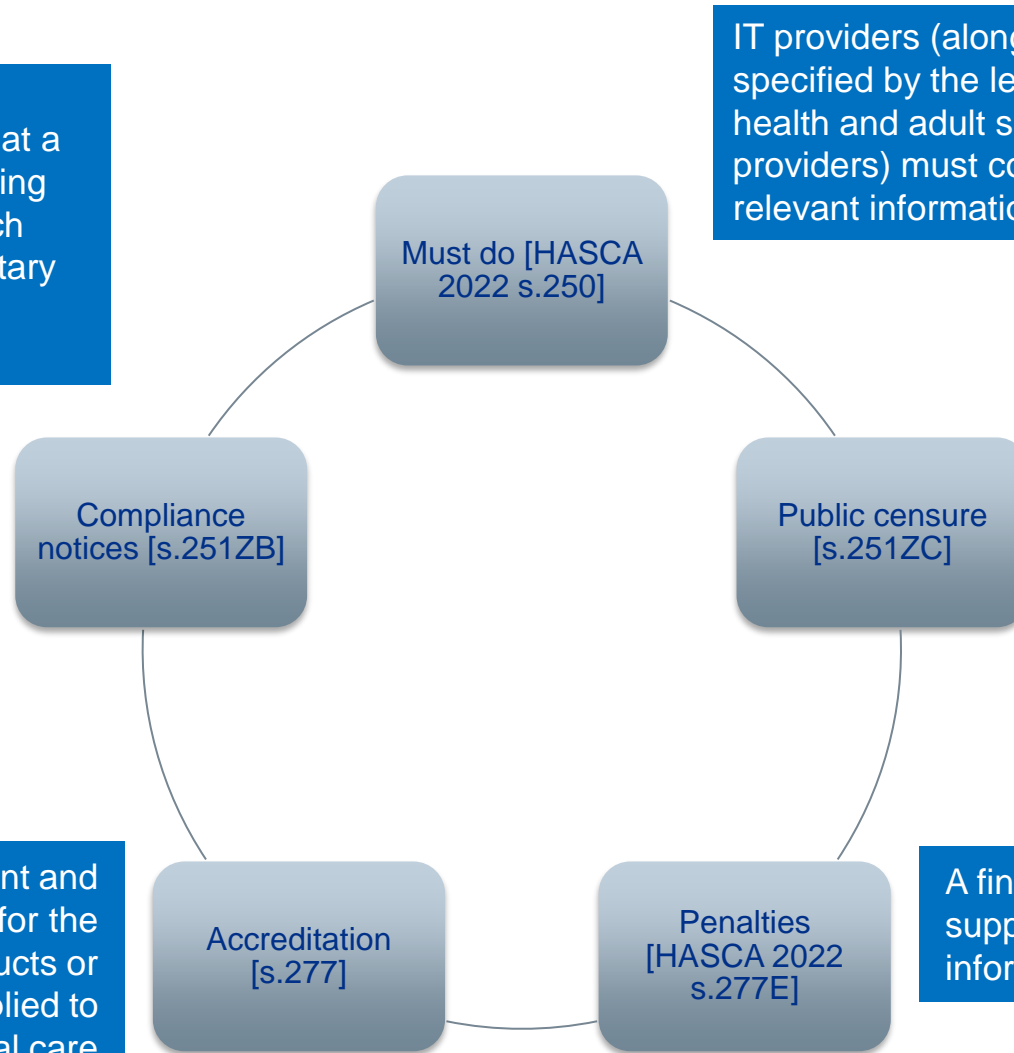 IT providers (along
specified by the le
health and adult s
providers) must co
relevant informatio
at a
ing
ch
tary
Must do [HASCA
2022 s.250]
Compliance
notices [s.251ZB]
Public censure
[s.251ZC]
nt and
for the
ucts or
plied to
al care
Accreditation
[s.277]
Penalties
[HASCA 2022
s.277E]
A fin
supp
infor